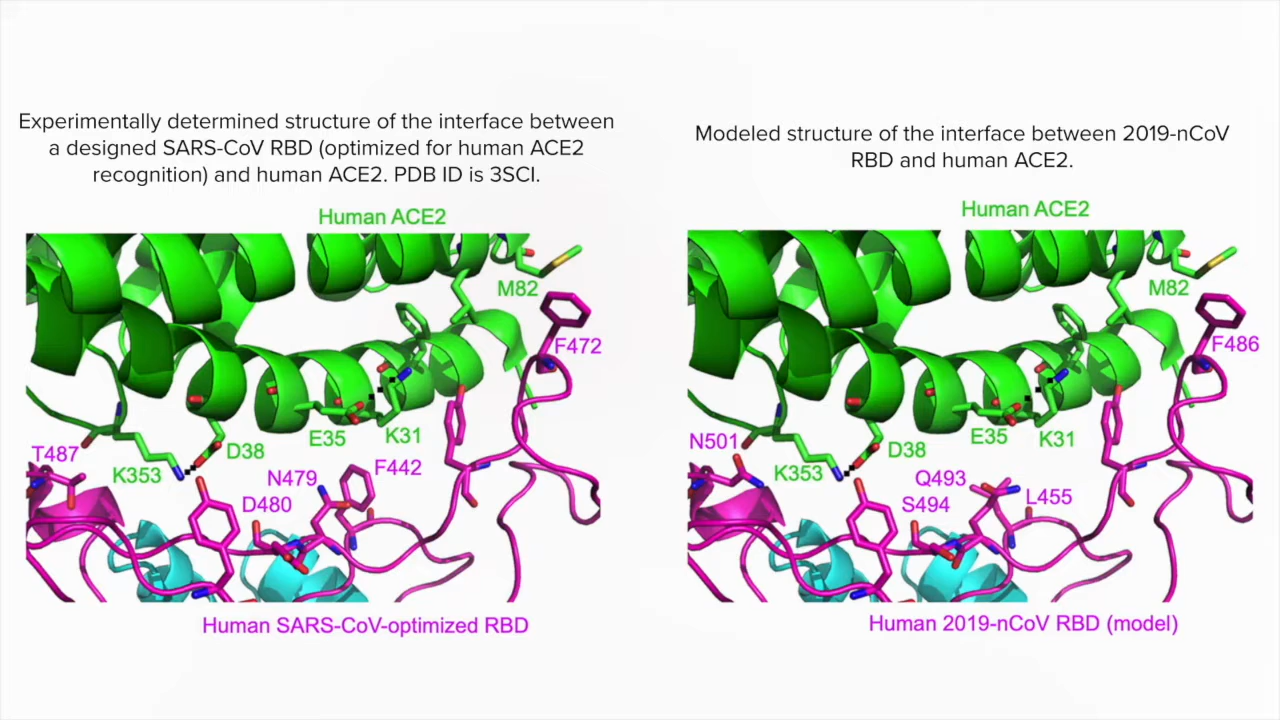 Experimentally determined structure of the interface between
a designed SARS-CoV RBD (optimized for human ACE2
recognition) and human ACE2. PDB ID is 3SCI.
Human ACE2
M82
F472
E35
K31
D38
T487
K353
N479
F442
D480
Human SARS-CoV-optimized RBD
Modeled structure of the interface between 2019-nCoV
RBD and human ACE2.
Human ACE2
M82
F486
E35
K31
D38
N501
K353
Q493
L455
S494
Human 2019-nCoV RBD (model)